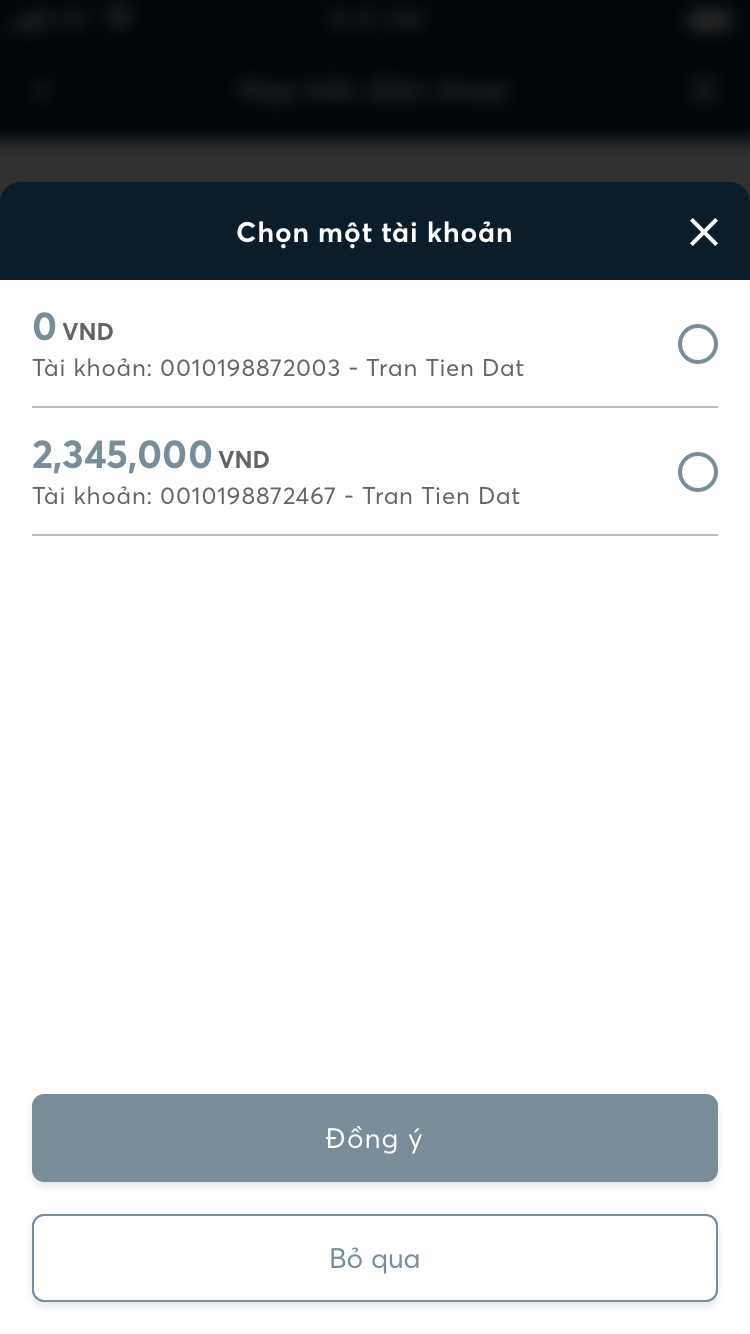 Chọn một tài khoản
0 VND
Tài khoản: 0010198872003 - Tran Tien Dat
2,345,000 VND
Tài khoản: 0010198872467 - Tran Tien Dat
Đồng ý
Bỏ qua